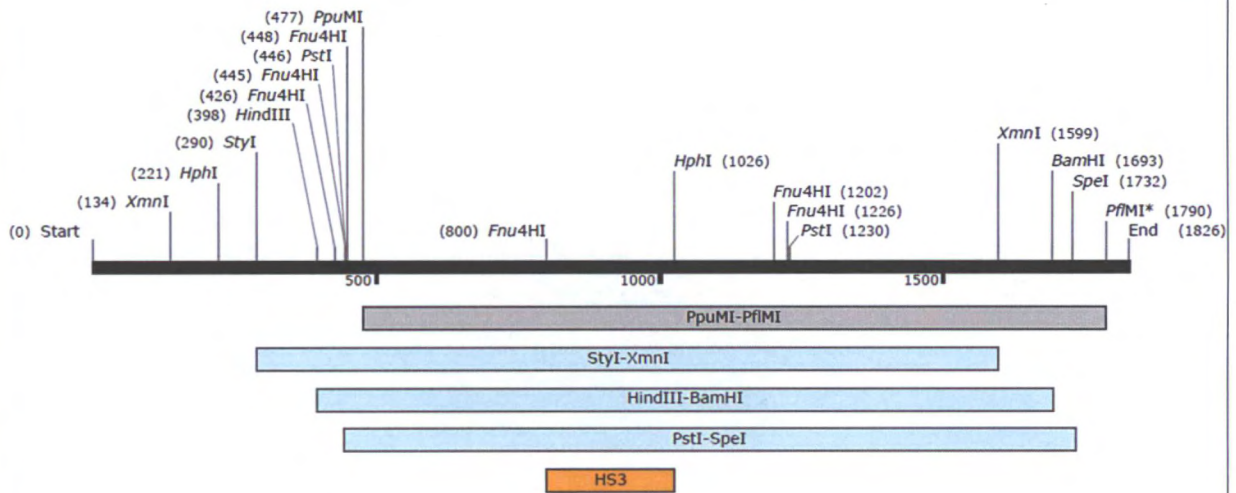 (477) PpuMI
(448) Fnu4HI
(446) PstI
(445) Fnu4HI
(426) Fnu4HI
(398) HindIII
(290) StyI
(221) HphI
(134) XmnI
(0) Start
(800) Fnu4HI
HphI (1026)
Fnu4HI (1202)
Fnu4HI (1226)
PstI (1230)
XmnI (1599)
BamHI (1693)
SpeI (1732)
PflMI* (1790)
End (1826)
500 1000 1500
PpuMI-PflMI
StyI-XmnI
HindIII-BamHI
PstI-SpeI
HS3